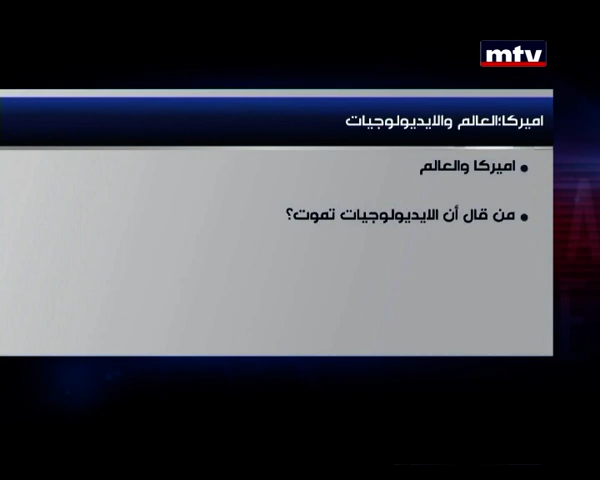 mtv
اميركا:العالم والايديولوجيات
• اميركا والعالم
• من قال أن الايديولوجيات تموت؟